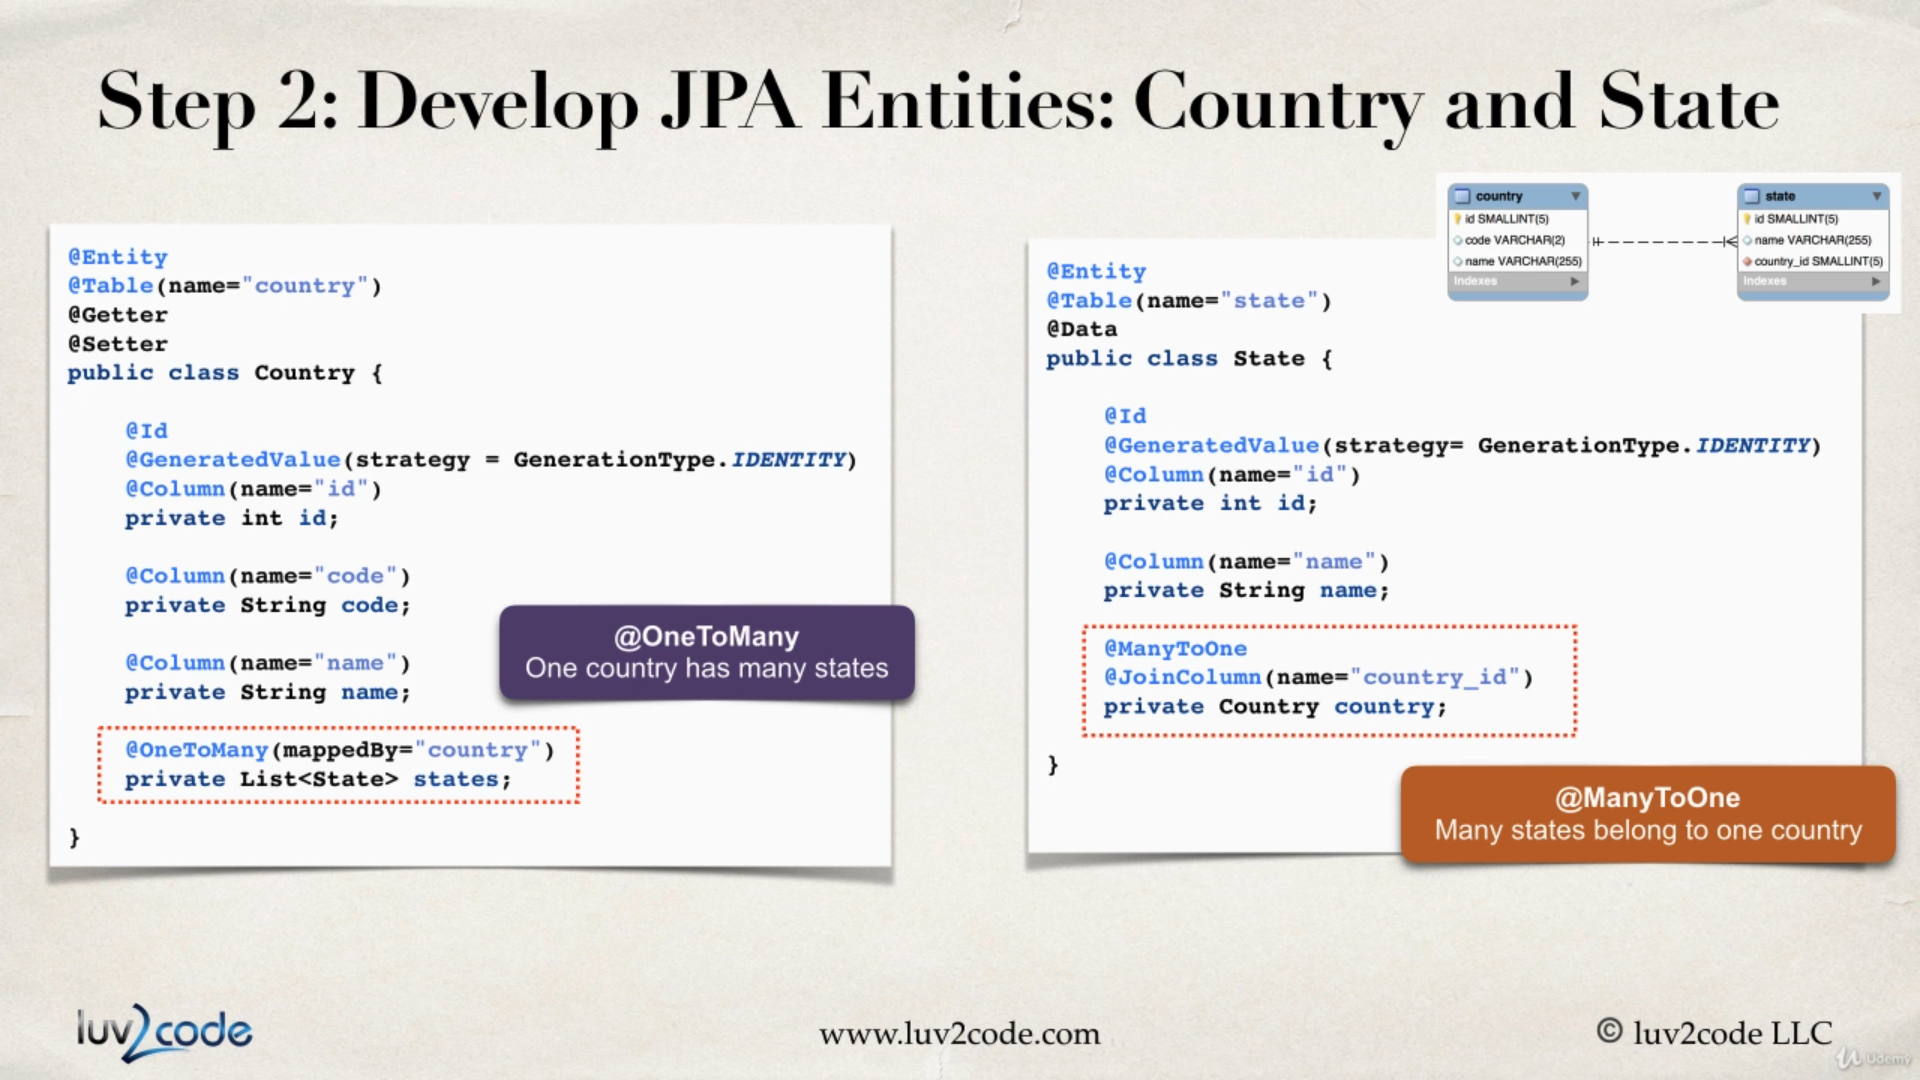 Step 2: Develop JPA Entities: Country and State
@Entity
@Table(name="country")
@Getter
@Setter
public class Country {
@Id
@GeneratedValue(strategy = GenerationType.IDENTITY)
@Column(name="id")
private int id;
@Column(name="code")
private String code;
@Column(name="name")
private String name;
@OneToMany(mappedBy="country")
private List<State> states;
}
@OneToMany
One country has many states
country
id SMALLINT(5)
code VARCHAR(2)
name VARCHAR(255)
Indexes
state
id SMALLINT(5)
name VARCHAR(255)
country_id SMALLINT(5)
Indexes
@Entity
@Table(name="state")
@Data
public class State {
@Id
@GeneratedValue(strategy= GenerationType.IDENTITY)
@Column(name="id")
private int id;
@Column(name="name")
private String name;
@ManyToOne
@JoinColumn(name="country_id")
private Country country;
}
@ManyToOne
Many states belong to one country
luv2code
www.luv2code.com
© luv2code LLC
Udemy